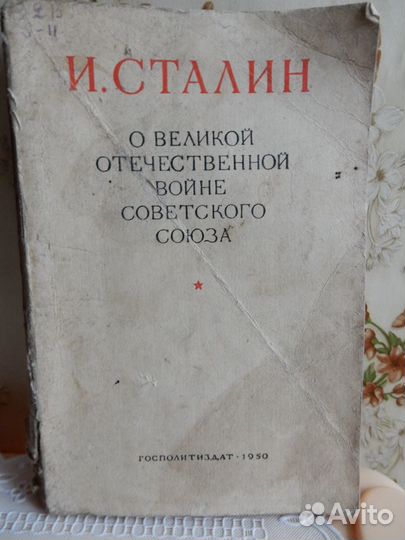 И. СТАЛИН
О ВЕЛИКОЙ
ОТЕЧЕСТВЕННОЙ
ВОЙНЕ
СОВЕТСКОГО
СОЮЗА
ГОСПОЛИТИЗДАТ · 1950
Avito